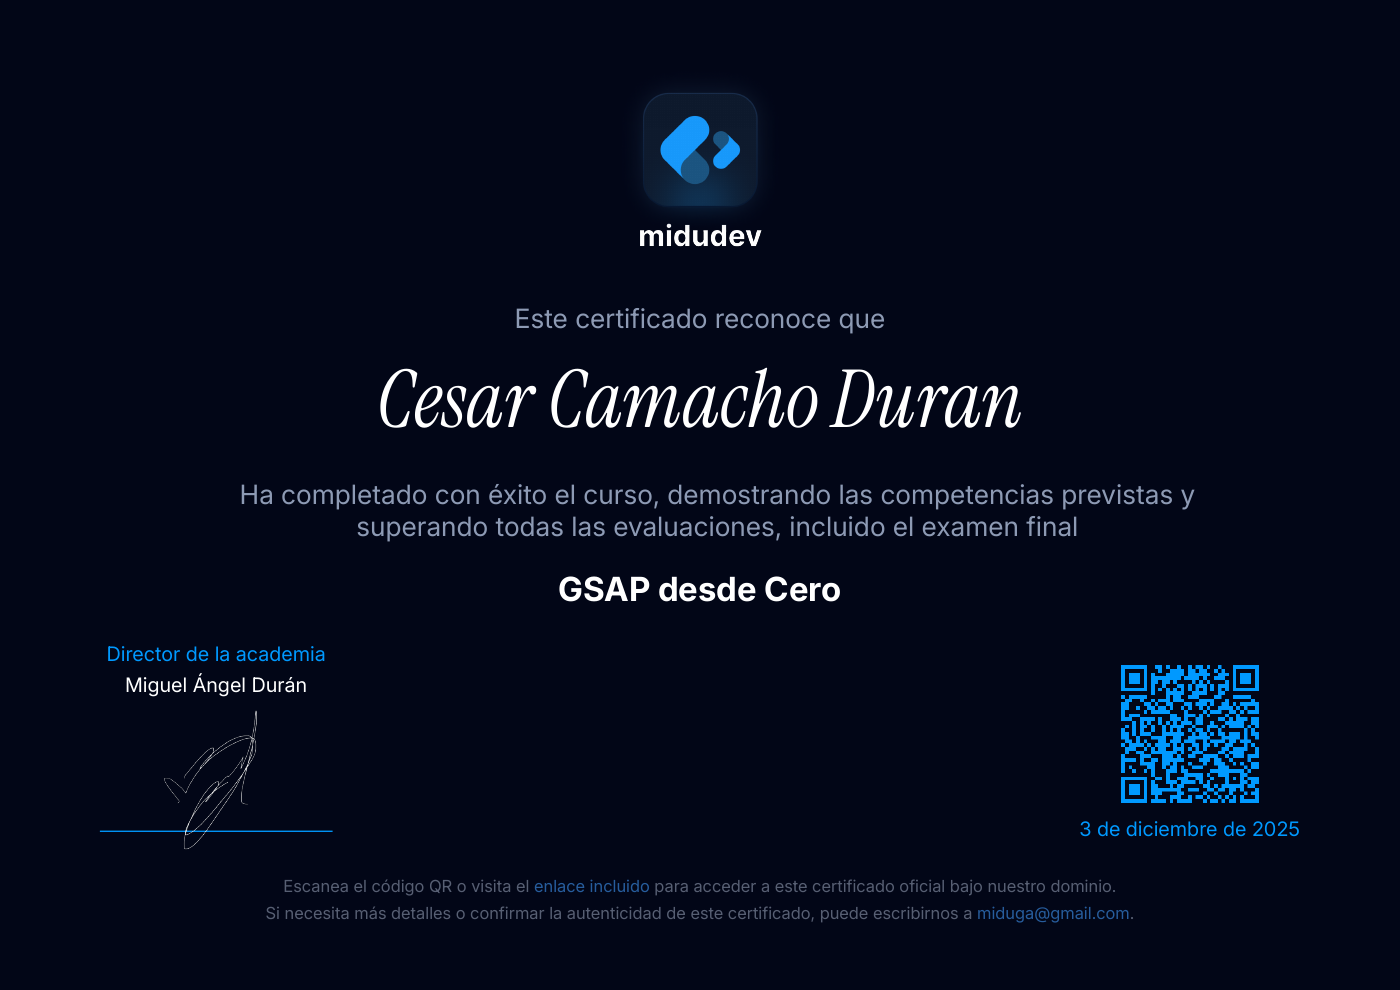 midudev
Este certificado reconoce que
Cesar Camacho Duran
Ha completado con éxito el curso, demostrando las competencias previstas y
superando todas las evaluaciones, incluido el examen final
GSAP desde Cero
Director de la academia
Miguel Ángel Durán
3 de diciembre de 2025
Escanea el código QR o visita el enlace incluido para acceder a este certificado oficial bajo nuestro dominio.
Si necesita más detalles o confirmar la autenticidad de este certificado, puede escribirnos a miduga@gmail.com.